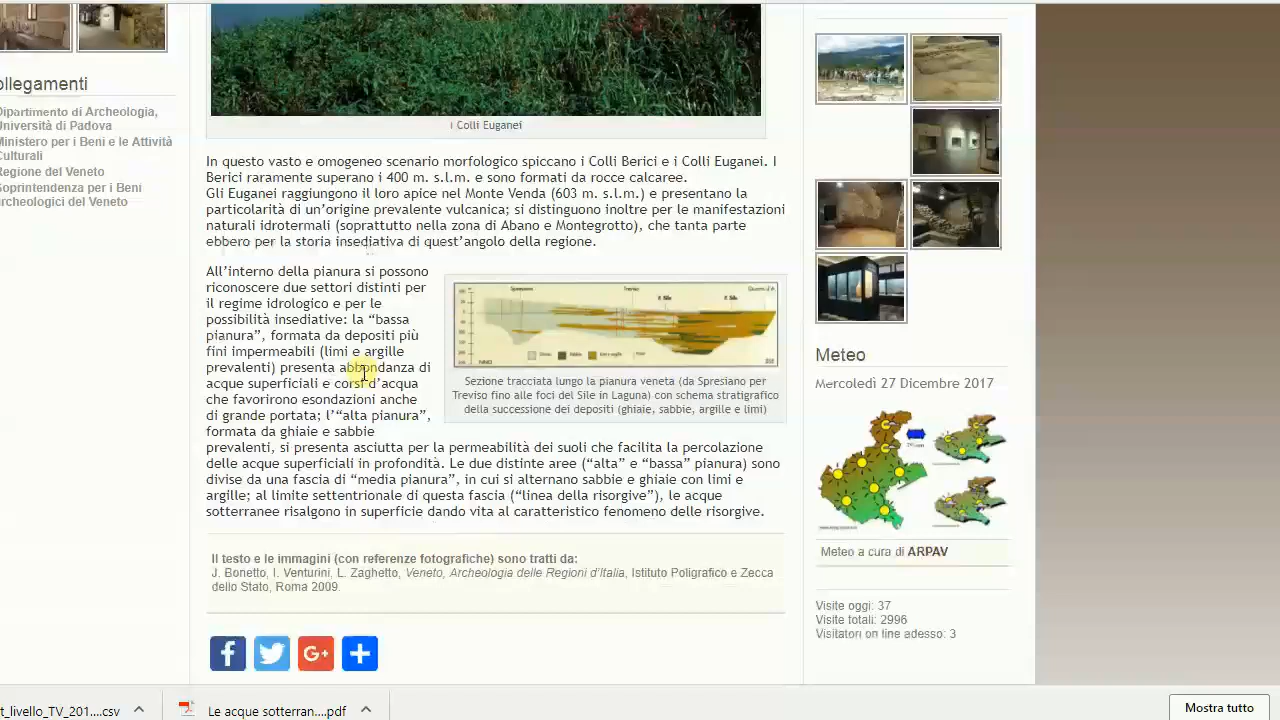 ollegamenti
Dipartimento di Archeologia,
Università di Padova
Ministero per i Beni e le Attività
Culturali
Regione del Veneto
Soprintendenza per i Beni
rcheologici del Veneto
i Colli Euganei
In questo vasto e omogeneo scenario morfologico spiccano i Colli Berici e i Colli Euganei. I
Berici raramente superano i 400 m. s.l.m. e sono formati da rocce calcaree.
Gli Euganei raggiungono il loro apice nel Monte Venda (603 m. s.l.m.) e presentano la
particolarità di un’origine prevalente vulcanica; si distinguono inoltre per le manifestazioni
naturali idrotermali (soprattutto nella zona di Abano e Montegrotto), che tanta parte
ebbero per la storia insediativa di quest’angolo della regione.
All’interno della pianura si possono
riconoscere due settori distinti per
il regime idrologico e per le
possibilità insediative: la “bassa
pianura”, formata da depositi più
fini impermeabili (limi e argille
prevalenti) presenta abbondanza di
acque superficiali e corsi d’acqua
che favorirono esondazioni anche
di grande portata; l’“alta pianura”,
formata da ghiaie e sabbie
prevalenti, si presenta asciutta per la permeabilità dei suoli che facilita la percolazione
delle acque superficiali in profondità. Le due distinte aree (“alta” e “bassa” pianura) sono
divise da una fascia di “media pianura”, in cui si alternano sabbie e ghiaie con limi e
argille; al limite settentrionale di questa fascia (“linea della risorgive”), le acque
sotterranee risalgono in superficie dando vita al caratteristico fenomeno delle risorgive.
Spresiano Treviso F. Sile F. Sile
Sezione tracciata lungo la pianura veneta (da Spresiano per
Treviso fino alle foci del Sile in Laguna) con schema stratigrafico
della successione dei depositi (ghiaie, sabbie, argille e limi)
Il testo e le immagini (con referenze fotografiche) sono tratti da:
J. Bonetto, I. Venturini, L. Zaghetto, Veneto, Archeologia delle Regioni d’Italia, Istituto Poligrafico e Zecca
dello Stato, Roma 2009.
Meteo
Mercoledì 27 Dicembre 2017
Meteo a cura di ARPAV
Visite oggi: 37
Visite totali: 2996
Visitatori on line adesso: 3
t_livello_TV_201....csv
Le acque sotterran....pdf
Mostra tutto